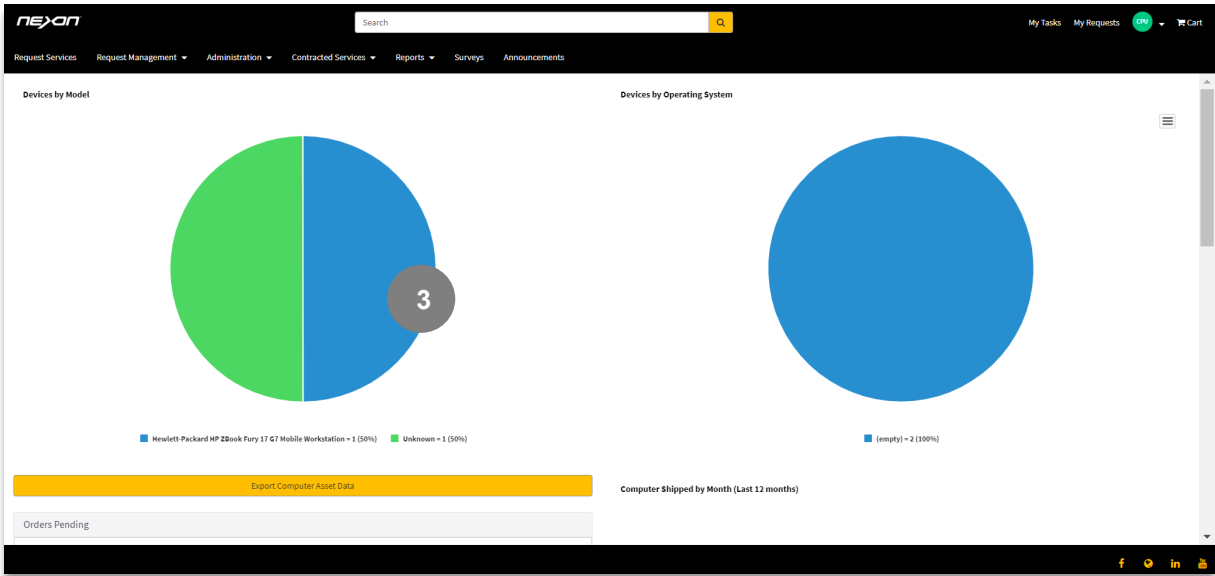 nexon
Search
My Tasks My Requests CPU Cart
Request Services Request Management Administration Contracted Services Reports Surveys Announcements
Devices by Model
Devices by Operating System
3
Hewlett-Packard HP ZBook Fury 17 G7 Mobile Workstation = 1 (50%) Unknown = 1 (50%)
(empty) = 2 (100%)
Export Computer Asset Data
Computer Shipped by Month (Last 12 months)
Orders Pending